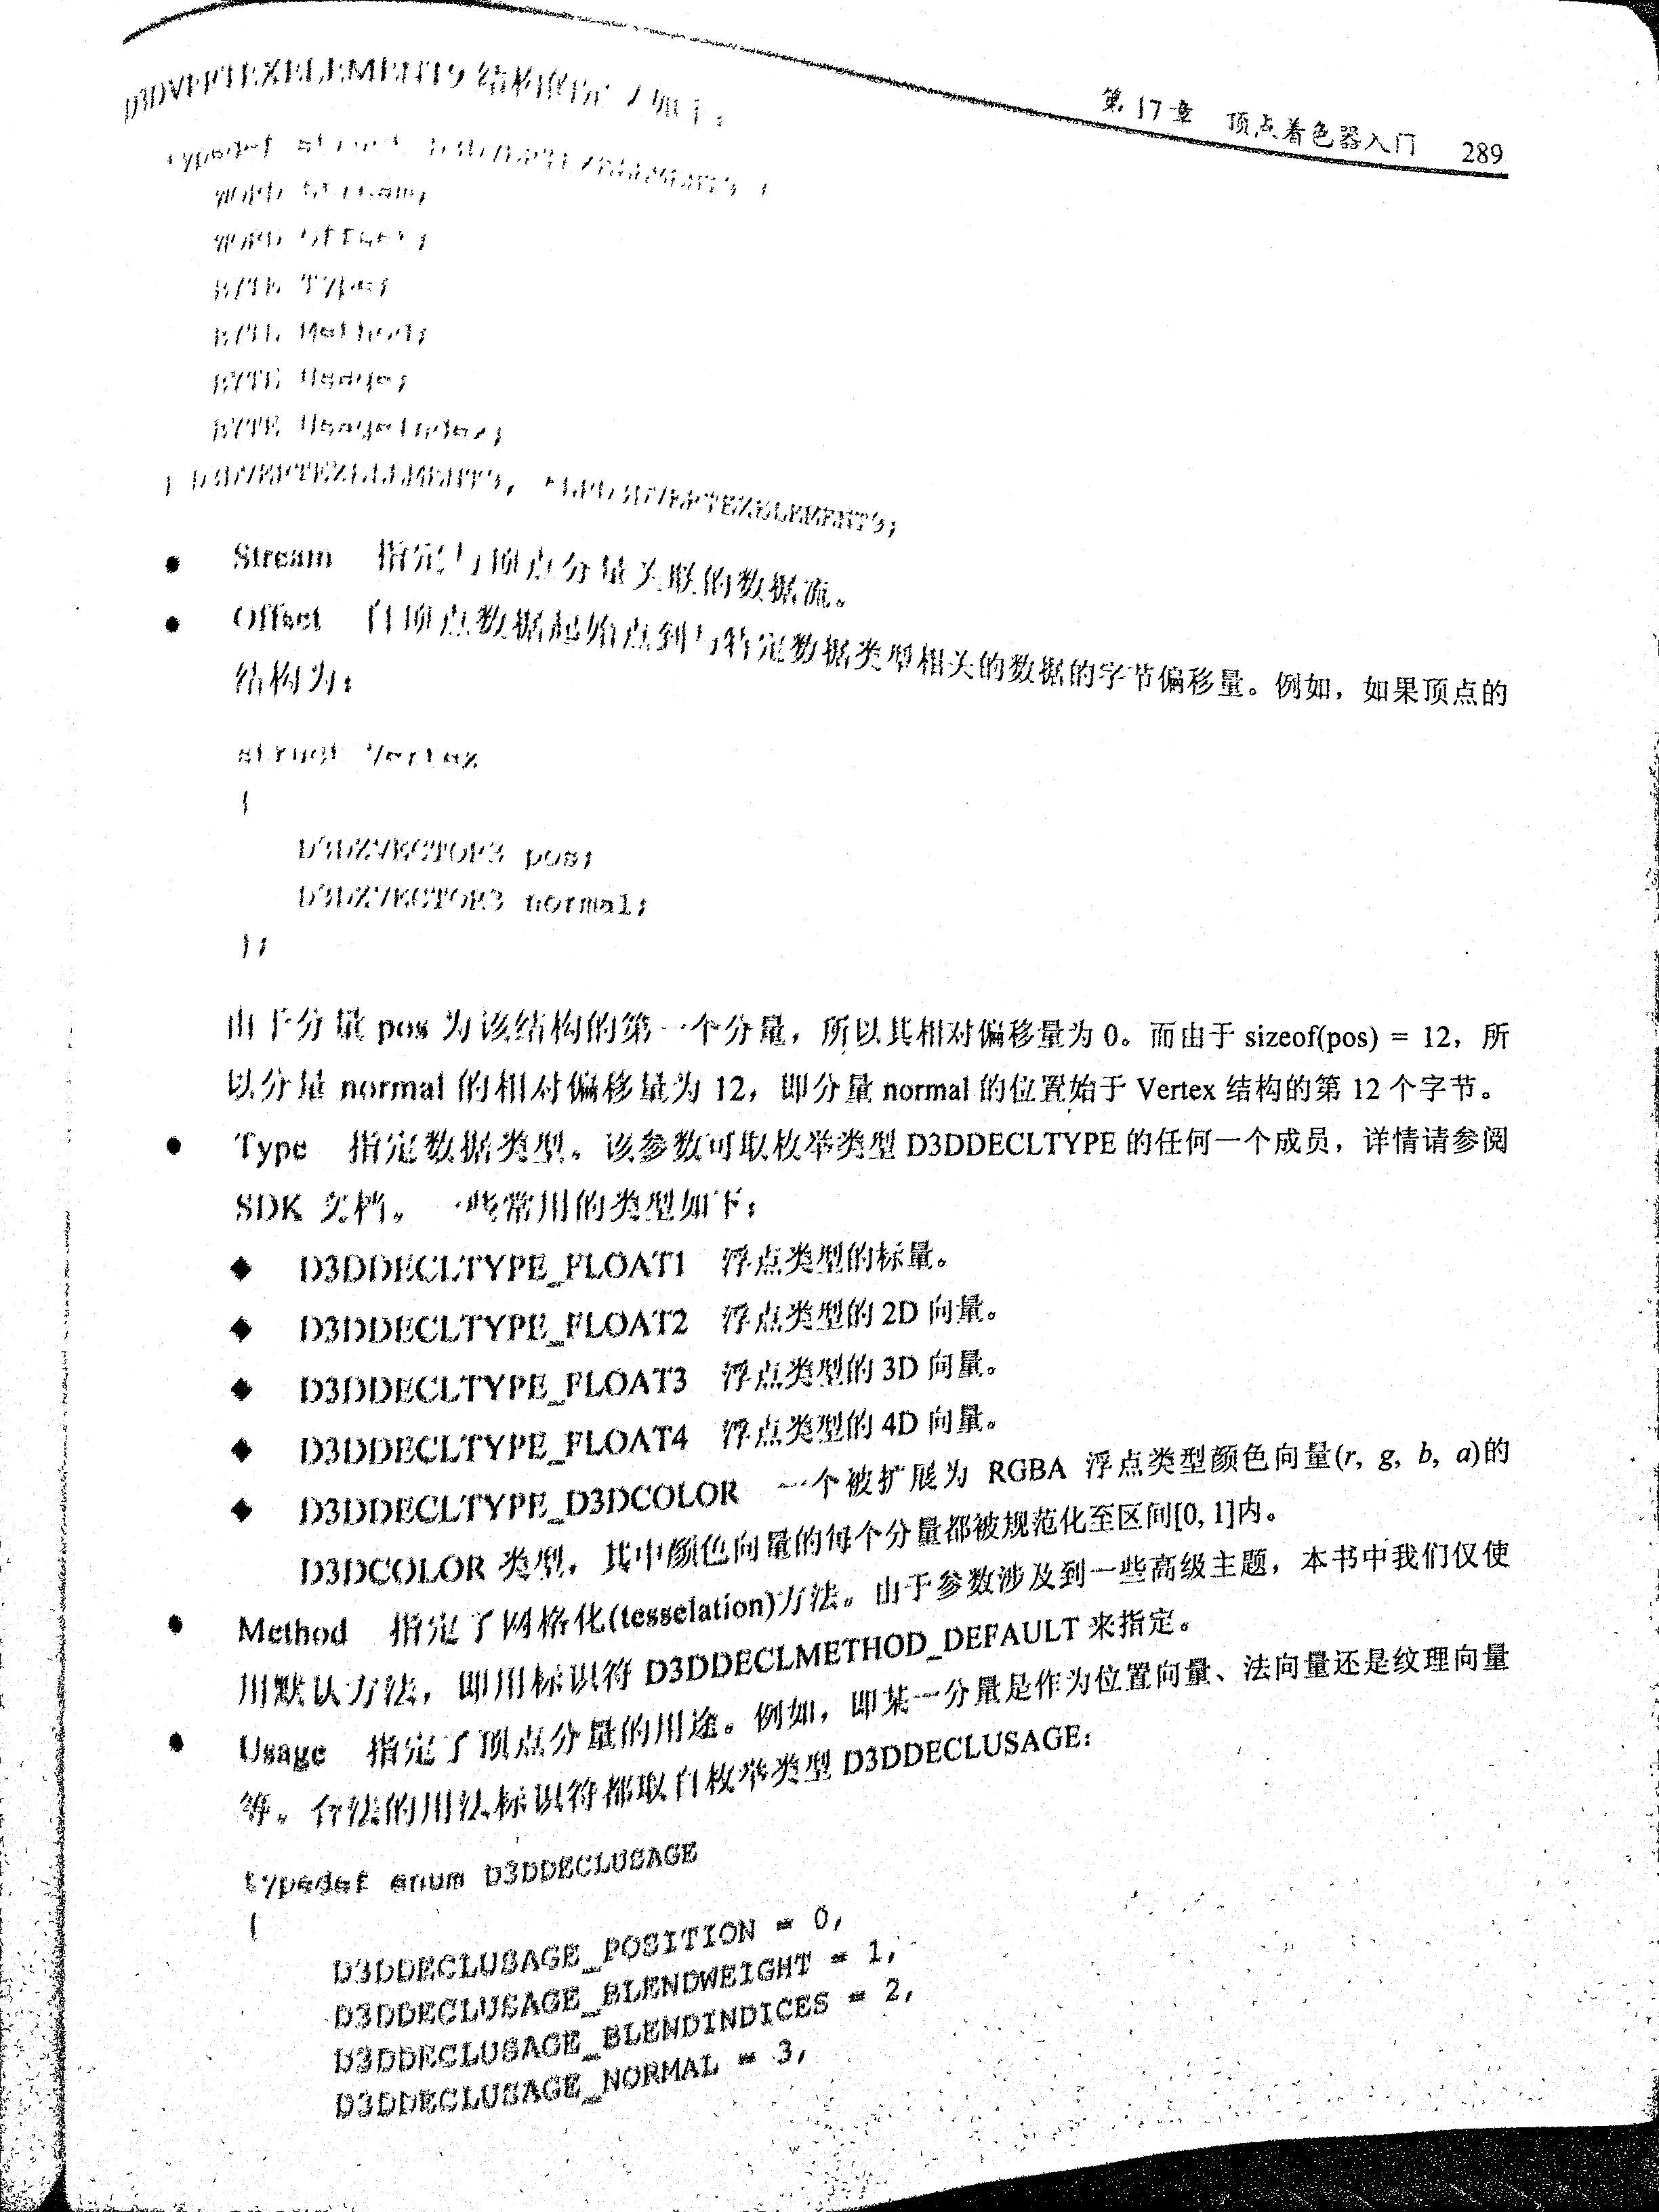 第 17 章 顶点着色器入门 289
D3DVERTEXELEMENT9 结构的定义如下:
typedef struct D3DVERTEXELEMENT9 {
WORD Stream;
WORD Offset;
BYTE Type;
BYTE Method;
BYTE Usage;
BYTE UsageIndex;
} D3DVERTEXELEMENT9, *LPD3DVERTEXELEMENT9;
● Stream 指定与顶点分量关联的数据流。
● Offset 自顶点数据起始点到与特定数据类型相关的数据的字节偏移量。例如，如果顶点的
结构为:
struct Vertex
{
D3DXVECTOR3 pos;
D3DXVECTOR3 normal;
};
由于分量 pos 为该结构的第一个分量，所以其相对偏移量为 0。而由于 sizeof(pos) = 12，所
以分量 normal 的相对偏移量为 12，即分量 normal 的位置始于 Vertex 结构的第 12 个字节。
● Type 指定数据类型。该参数可取枚举类型 D3DDECLTYPE 的任何一个成员，详情请参阅
SDK 文档。一些常用的类型如下:
◆ D3DDECLTYPE_FLOAT1 浮点类型的标量。
◆ D3DDECLTYPE_FLOAT2 浮点类型的 2D 向量。
◆ D3DDECLTYPE_FLOAT3 浮点类型的 3D 向量。
◆ D3DDECLTYPE_FLOAT4 浮点类型的 4D 向量。
◆ D3DDECLTYPE_D3DCOLOR 一个被扩展为 RGBA 浮点类型颜色向量(r, g, b, a)的
D3DCOLOR 类型，其中颜色向量的每个分量都被规范化至区间[0, 1]内。
● Method 指定了网格化(tesselation)方法。由于参数涉及到一些高级主题，本书中我们仅使
用默认方法，即用标识符 D3DDECLMETHOD_DEFAULT 来指定。
● Usage 指定了顶点分量的用途。例如，即某一分量是作为位置向量、法向量还是纹理向量
等。合法的用法标识符都取自枚举类型 D3DDECLUSAGE:
typedef enum D3DDECLUSAGE
{
D3DDECLUSAGE_POSITION = 0,
D3DDECLUSAGE_BLENDWEIGHT = 1,
D3DDECLUSAGE_BLENDINDICES = 2,
D3DDECLUSAGE_NORMAL = 3,